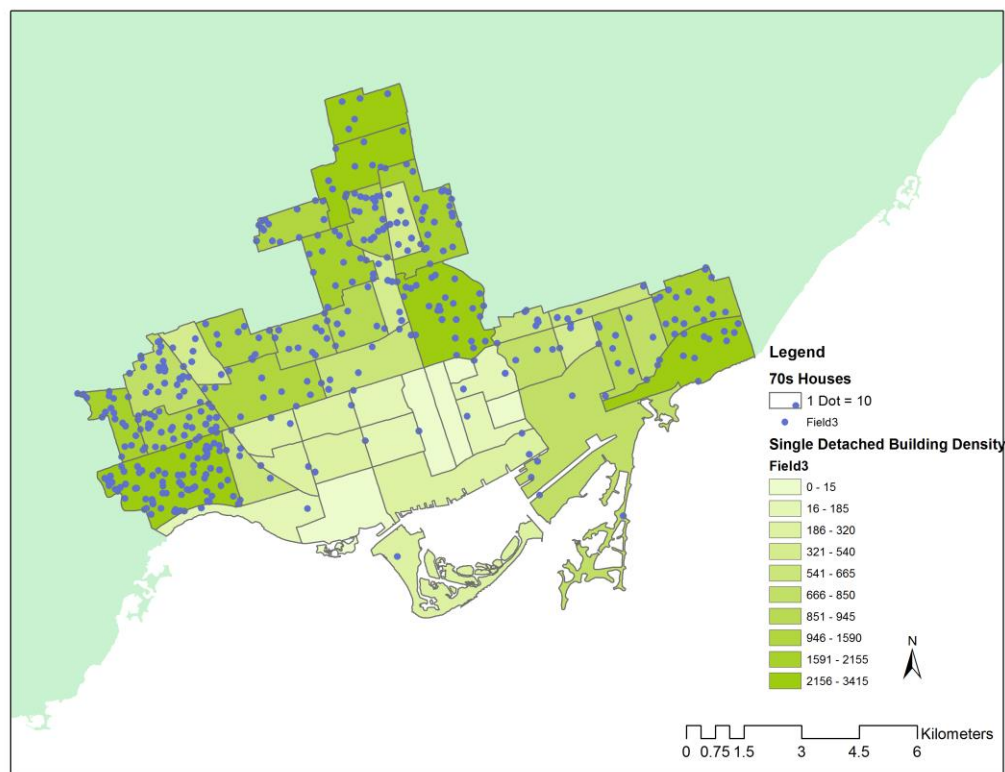 Legend
70s Houses
1 Dot = 10
Field3
Single Detached Building Density
Field3
0 - 15
16 - 185
186 - 320
321 - 540
541 - 665
666 - 850
851 - 945
946 - 1590
1591 - 2155
2156 - 3415
N
Kilometers
0 0.75 1.5 3 4.5 6